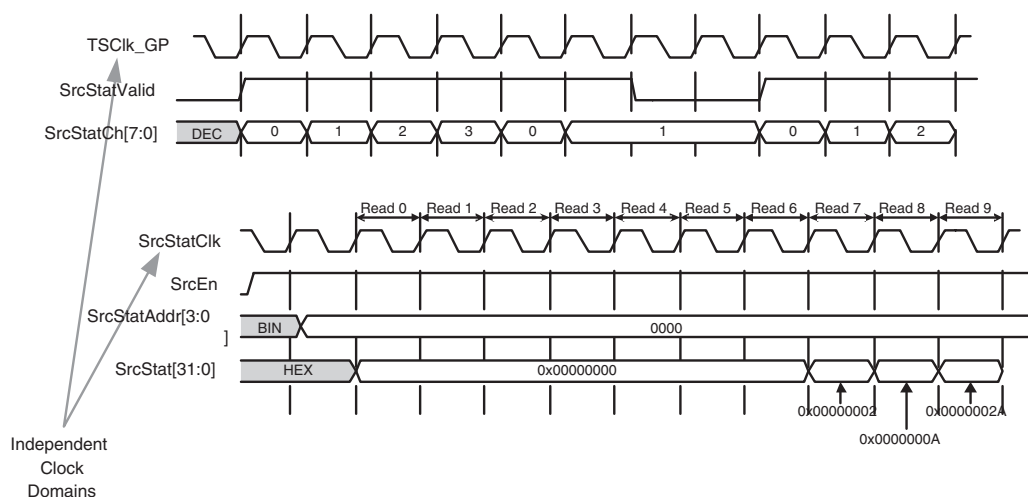 TSClk_GP
SrcStatValid
SrcStatCh[7:0] DEC 0 1 2 3 0 1 0 1 2
Read 0 Read 1 Read 2 Read 3 Read 4 Read 5 Read 6 Read 7 Read 8 Read 9
SrcStatClk
SrcEn
SrcStatAddr[3:0
] BIN 0000
SrcStat[31:0] HEX 0x00000000
0x00000002 0x0000002A
0x0000000A
Independent
Clock
Domains